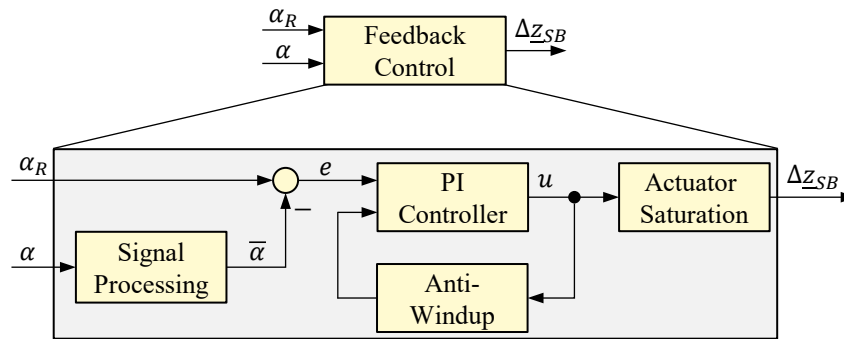 α_R
α
Feedback
Control
Δz_SB
α_R
e
PI
Controller
u
Actuator
Saturation
Δz_SB
−
α
Signal
Processing
α̅
Anti-
Windup